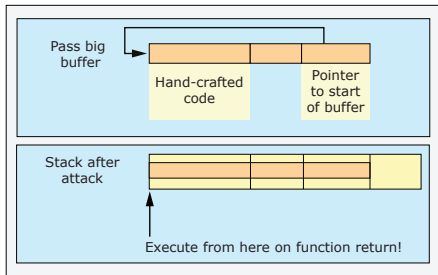 Pass big
buffer
Hand-crafted
code
Pointer
to start
of buffer
Stack after
attack
Execute from here on function return!